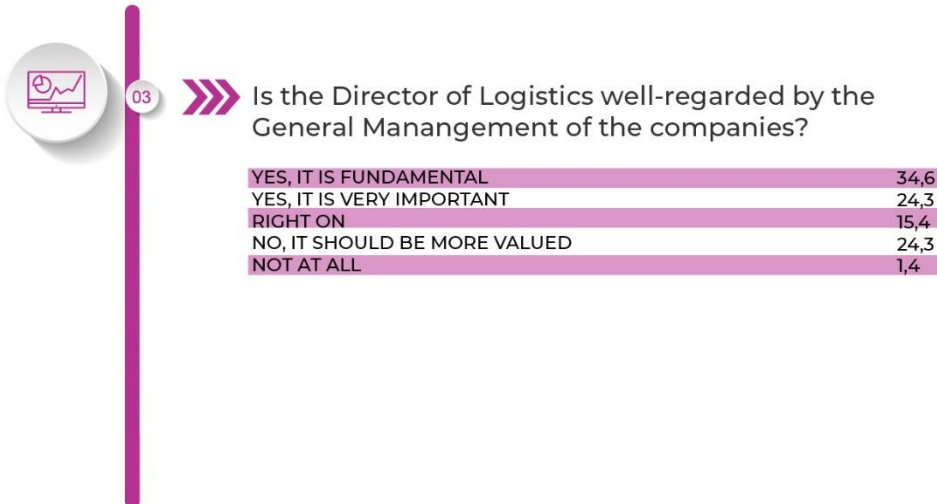 03
Is the Director of Logistics well-regarded by the
General Manangement of the companies?
YES, IT IS FUNDAMENTAL 34,6
YES, IT IS VERY IMPORTANT 24,3
RIGHT ON 15,4
NO, IT SHOULD BE MORE VALUED 24,3
NOT AT ALL 1,4